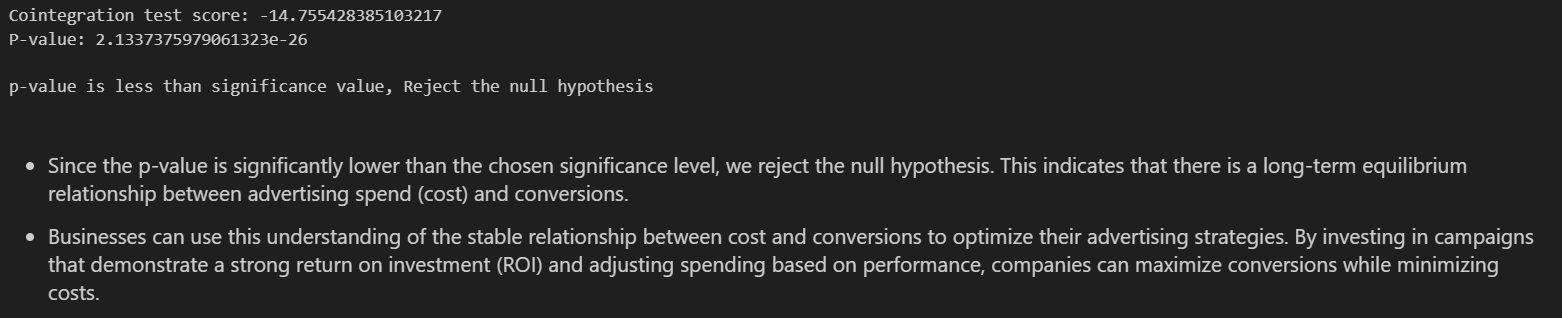 Cointegration test score: -14.755428385103217
P-value: 2.1337375979061323e-26
p-value is less than significance value, Reject the null hypothesis
• Since the p-value is significantly lower than the chosen significance level, we reject the null hypothesis. This indicates that there is a long-term equilibrium
relationship between advertising spend (cost) and conversions.
• Businesses can use this understanding of the stable relationship between cost and conversions to optimize their advertising strategies. By investing in campaigns
that demonstrate a strong return on investment (ROI) and adjusting spending based on performance, companies can maximize conversions while minimizing
costs.